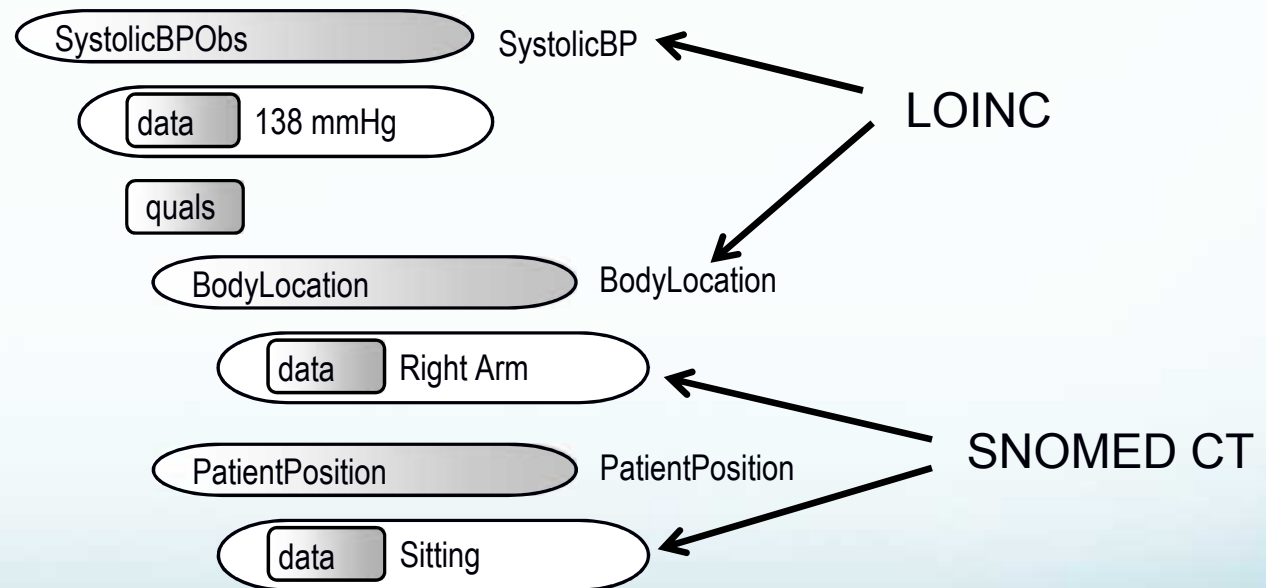 SystolicBPObs SystolicBP
LOINC
data 138 mmHg
quals
BodyLocation BodyLocation
data Right Arm
SNOMED CT
PatientPosition PatientPosition
data Sitting